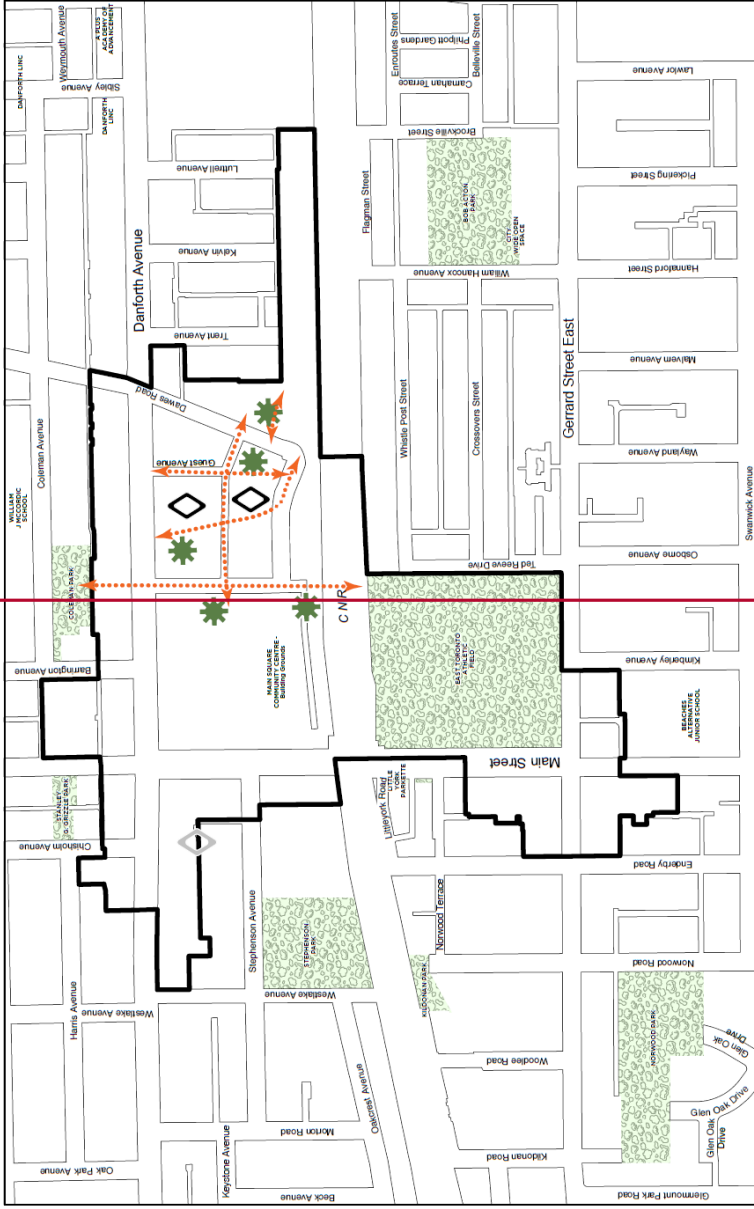 DANFORTH LINC
Weymouth Avenue
A PLUS
ACADEMY OF
ADVANCEMENT
Sibley Avenue
DANFORTH
LINC
WILLIAM
J MCCORDIC
SCHOOL
Coleman Avenue
COLEMAN PARK
Barrington Avenue
STANLEY
G. GRIZZLE PARK
Chisholm Avenue
Harris Avenue
Westlake Avenue
Oak Park Avenue
Luttrell Avenue
Kelvin Avenue
Danforth Avenue
Trent Avenue
Dawes Road
Guest Avenue
MAIN SQUARE
COMMUNITY CENTRE -
Building Grounds
C N R
Stephenson Avenue
STEPHENSON
PARK
Westlake Avenue
Keystone Avenue
Morton Road
Beck Avenue
Oakcrest Avenue
Enroutes Street
Philpott Gardens
Belleville Street
Carnahan Terrace
Brockville Street
Flagman Street
BOB ACTON
PARK
CITY
WIDE OPEN
SPACE
William Hancox Avenue
Whistle Post Street
Crossovers Street
Ted Reeve Drive
Gerrard Street East
EAST TORONTO
ATHLETIC
FIELD
Main Street
Littleyork Road
LITTLE
YORK
PARKETTE
Norwood Terrace
KILDONAN PARK
Woodlee Road
Kildonan Road
Lawlor Avenue
Pickering Street
Hannaford Street
Malvern Avenue
Wayland Avenue
Osborne Avenue
Swanwick Avenue
Kimberley Avenue
BEACHES
ALTERNATIVE
JUNIOR SCHOOL
Enderby Road
Norwood Road
NORWOOD PARK
Glen Oak
Drive
Glen Oak Drive
Glen Oak
Drive
Glenmount Park Road